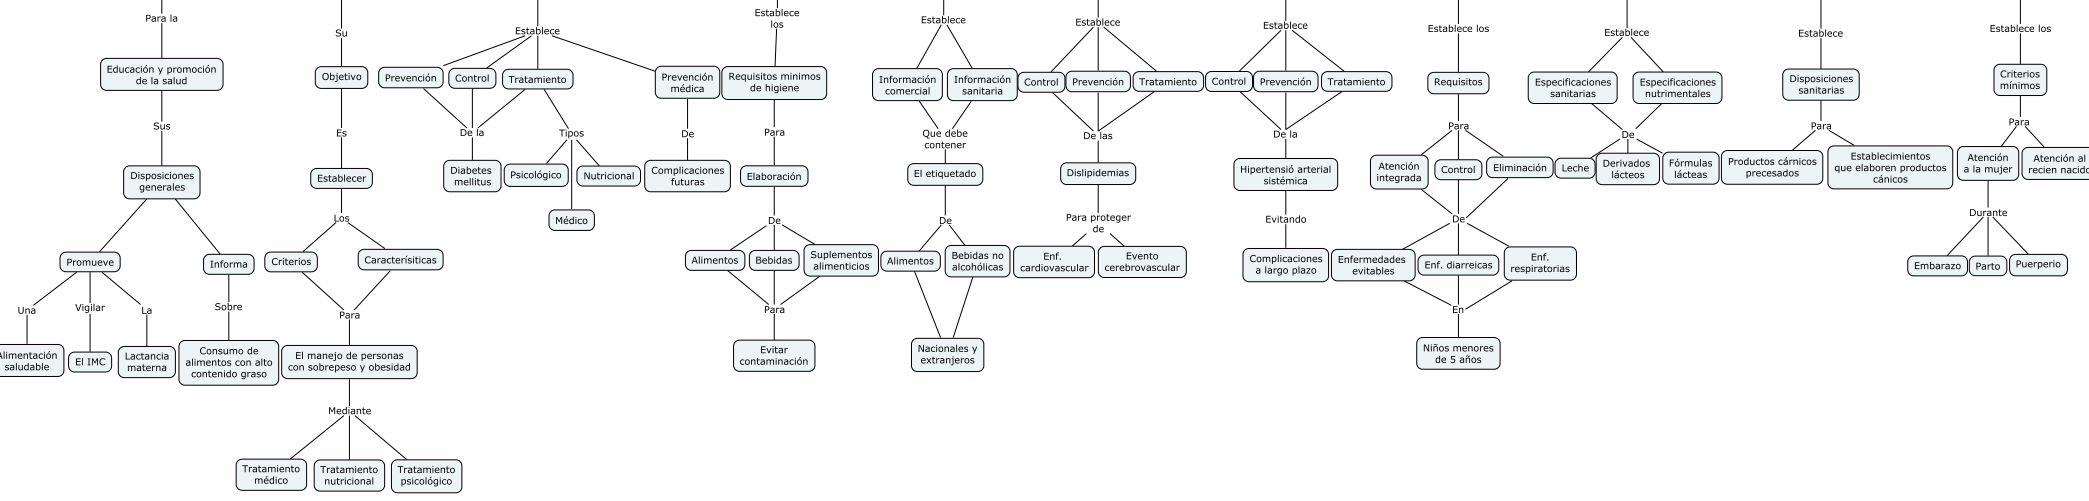 Para la
Educación y promoción
de la salud
Sus
Disposiciones
generales
Promueve
Informa
Una
Vigilar
La
Sobre
Alimentación
saludable
El IMC
Lactancia
materna
Consumo de
alimentos con alto
contenido graso
Su
Objetivo
Es
Establecer
Los
Criterios
Caracterísiticas
Para
El manejo de personas
con sobrepeso y obesidad
Mediante
Tratamiento
médico
Tratamiento
nutricional
Tratamiento
psicológico
Establece
Prevención
Control
Tratamiento
Prevención
médica
De la
Tipos
De
Diabetes
mellitus
Psicológico
Nutricional
Médico
Complicaciones
futuras
Establece
los
Requisitos minimos
de higiene
Para
Elaboración
De
Alimentos
Bebidas
Suplementos
alimenticios
Para
Evitar
contaminación
Establece
Información
comercial
Información
sanitaria
Que debe
contener
El etiquetado
De
Alimentos
Bebidas no
alcohólicas
Nacionales y
extranjeros
Establece
Control
Prevención
Tratamiento
De las
Dislipidemias
Para proteger
de
Enf.
cardiovascular
Evento
cerebrovascular
Establece
Control
Prevención
Tratamiento
De la
Hipertensió arterial
sistémica
Evitando
Complicaciones
a largo plazo
Establece los
Requisitos
Para
Atención
integrada
Control
Eliminación
De
Enfermedades
evitables
Enf. diarreicas
Enf.
respiratorias
En
Niños menores
de 5 años
Establece
Especificaciones
sanitarias
Especificaciones
nutrimentales
De
Leche
Derivados
lácteos
Fórmulas
lácteas
Establece
Disposiciones
sanitarias
Para
Productos cárnicos
precesados
Establecimientos
que elaboren productos
cánicos
Establece los
Criterios
mínimos
Para
Atención
a la mujer
Atención al
recien nacido
Durante
Embarazo
Parto
Puerperio